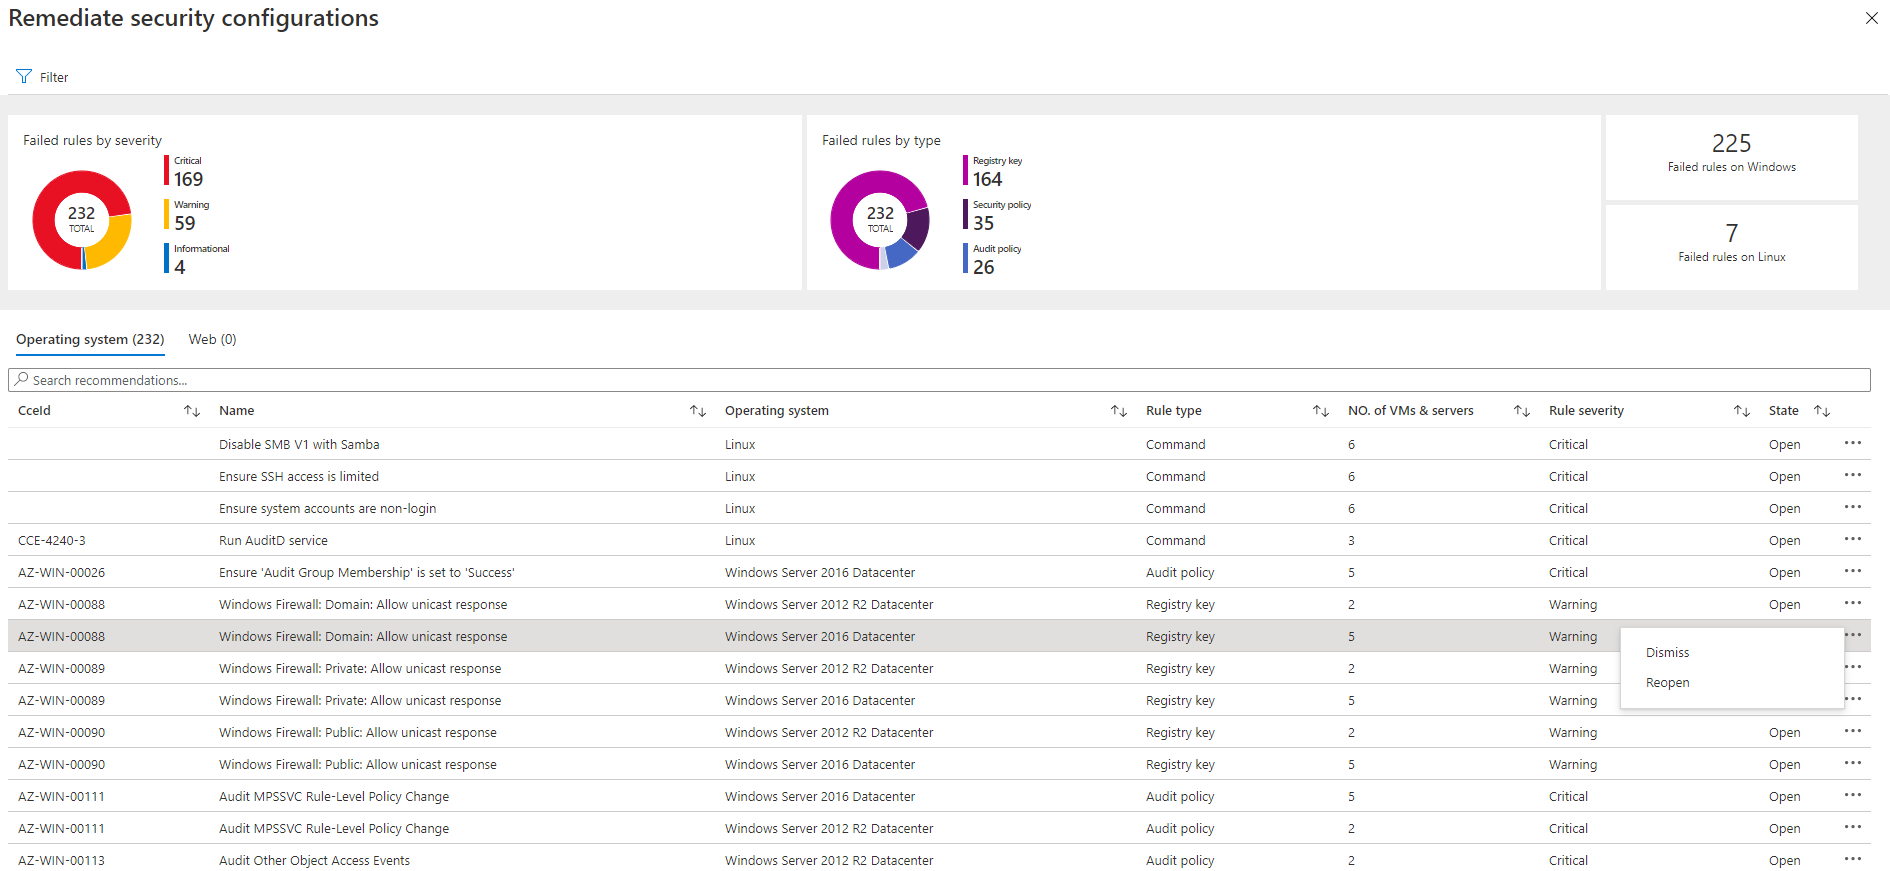 Remediate security configurations
Filter
Failed rules by severity
232
TOTAL
Critical
169
Warning
59
Informational
4
Failed rules by type
232
TOTAL
Registry key
164
Security policy
35
Audit policy
26
225
Failed rules on Windows
7
Failed rules on Linux
Operating system (232) Web (0)
Search recommendations...
CceId Name Operating system Rule type NO. of VMs & servers Rule severity State
Disable SMB V1 with Samba Linux Command 6 Critical Open
Ensure SSH access is limited Linux Command 6 Critical Open
Ensure system accounts are non-login Linux Command 6 Critical Open
CCE-4240-3 Run AuditD service Linux Command 3 Critical Open
AZ-WIN-00026 Ensure 'Audit Group Membership' is set to 'Success' Windows Server 2016 Datacenter Audit policy 5 Critical Open
AZ-WIN-00088 Windows Firewall: Domain: Allow unicast response Windows Server 2012 R2 Datacenter Registry key 2 Warning Open
AZ-WIN-00088 Windows Firewall: Domain: Allow unicast response Windows Server 2016 Datacenter Registry key 5 Warning
Dismiss
AZ-WIN-00089 Windows Firewall: Private: Allow unicast response Windows Server 2012 R2 Datacenter Registry key 2 Warning
Reopen
AZ-WIN-00089 Windows Firewall: Private: Allow unicast response Windows Server 2016 Datacenter Registry key 5 Warning
AZ-WIN-00090 Windows Firewall: Public: Allow unicast response Windows Server 2012 R2 Datacenter Registry key 2 Warning Open
AZ-WIN-00090 Windows Firewall: Public: Allow unicast response Windows Server 2016 Datacenter Registry key 5 Warning Open
AZ-WIN-00111 Audit MPSSVC Rule-Level Policy Change Windows Server 2016 Datacenter Audit policy 5 Critical Open
AZ-WIN-00111 Audit MPSSVC Rule-Level Policy Change Windows Server 2012 R2 Datacenter Audit policy 2 Critical Open
AZ-WIN-00113 Audit Other Object Access Events Windows Server 2012 R2 Datacenter Audit policy 2 Critical Open